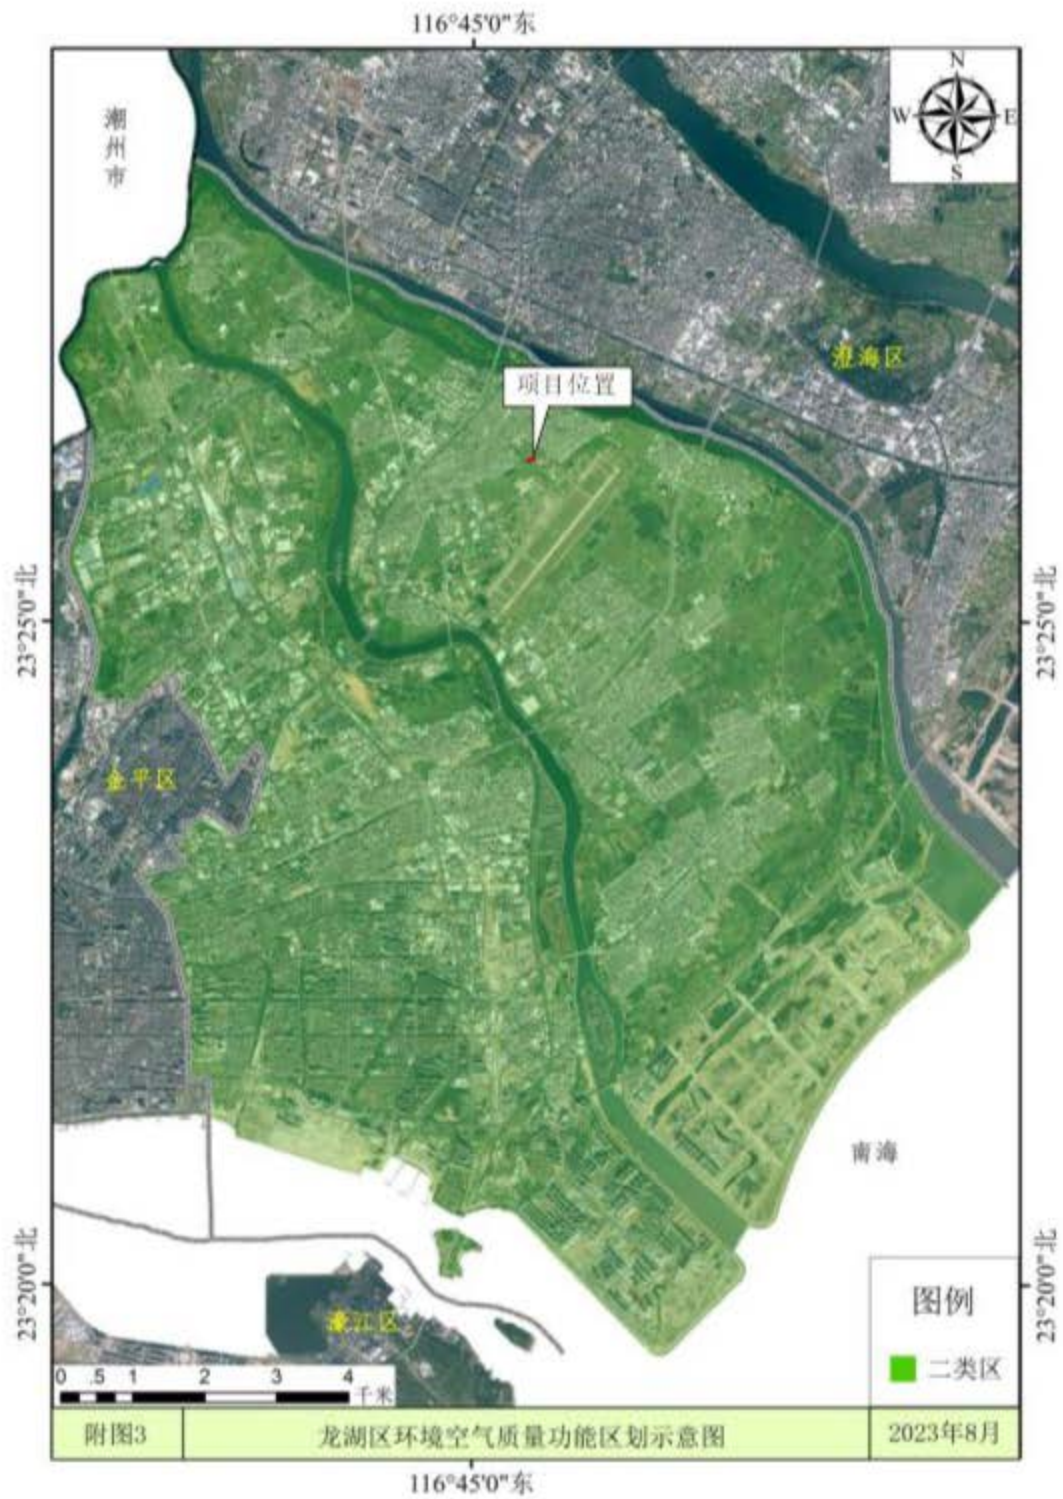 116°45'0"东
N
W E
S
潮州市
澄海区
项目位置
23°25'0"北
23°25'0"北
金平区
南海
23°20'0"北
23°20'0"北
濠江区
图例
二类区
0 .5 1 2 3 4
千米
附图3
龙湖区环境空气质量功能区划示意图
2023年8月
116°45'0"东